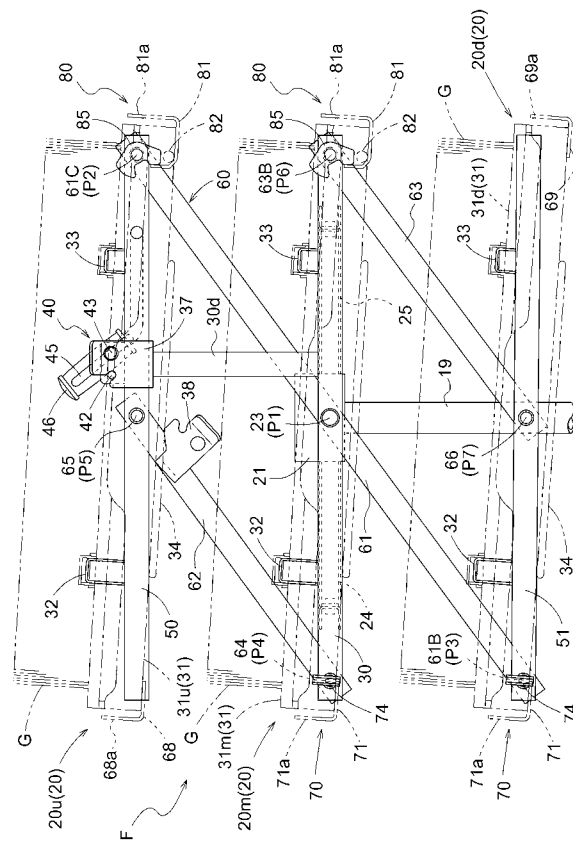 80
81a
81
85
82
61C
(P2)
60
33
40
43
45
46
37
30d
42
65
(P5)
38
34
62
32
50
31u(31)
G
68
68a
20u(20)
F
80
81a
81
85
82
63B
(P6)
63
33
25
23
(P1)
19
21
61
32
24
30
64
(P4)
74
G
31m(31)
20m(20)
71
71a
70
20d(20)
69a
G
31d(31)
69
33
66
(P7)
34
32
51
61B
(P3)
74
71
71a
70